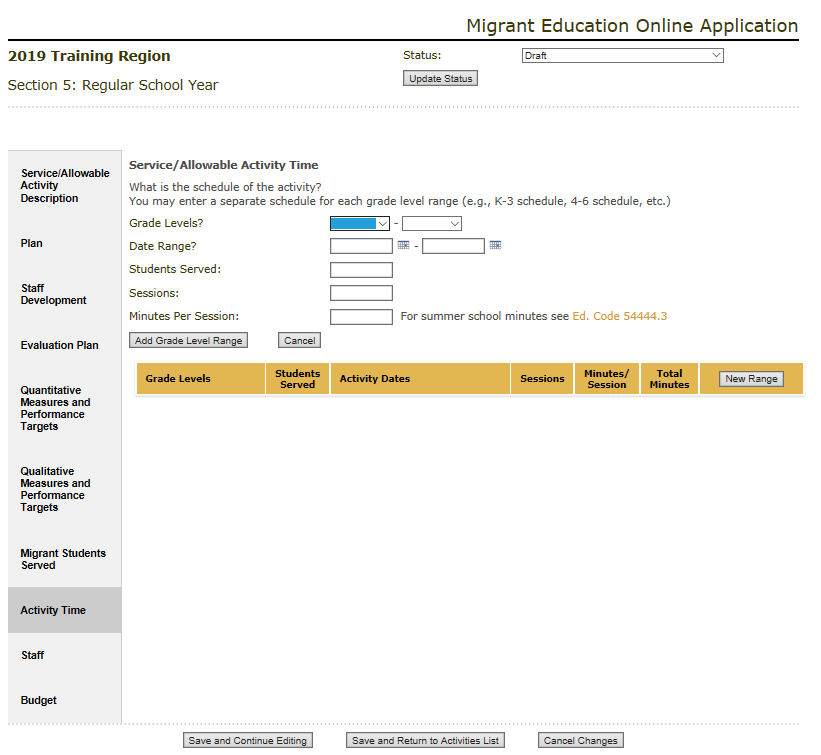 Migrant Education Online Application
2019 Training Region
Status: Draft
Section 5: Regular School Year
Update Status
Service/Allowable
Activity
Description
Plan
Staff
Development
Evaluation Plan
Quantitative
Measures and
Performance
Targets
Qualitative
Measures and
Performance
Targets
Migrant Students
Served
Activity Time
Staff
Budget
Service/Allowable Activity Time
What is the schedule of the activity?
You may enter a separate schedule for each grade level range (e.g., K-3 schedule, 4-6 schedule, etc.)
Grade Levels? -
Date Range? -
Students Served:
Sessions:
Minutes Per Session: For summer school minutes see Ed. Code 54444.3
Add Grade Level Range Cancel
Grade Levels
Students
Served
Activity Dates
Sessions
Minutes/
Session
Total
Minutes
New Range
Save and Continue Editing Save and Return to Activities List Cancel Changes